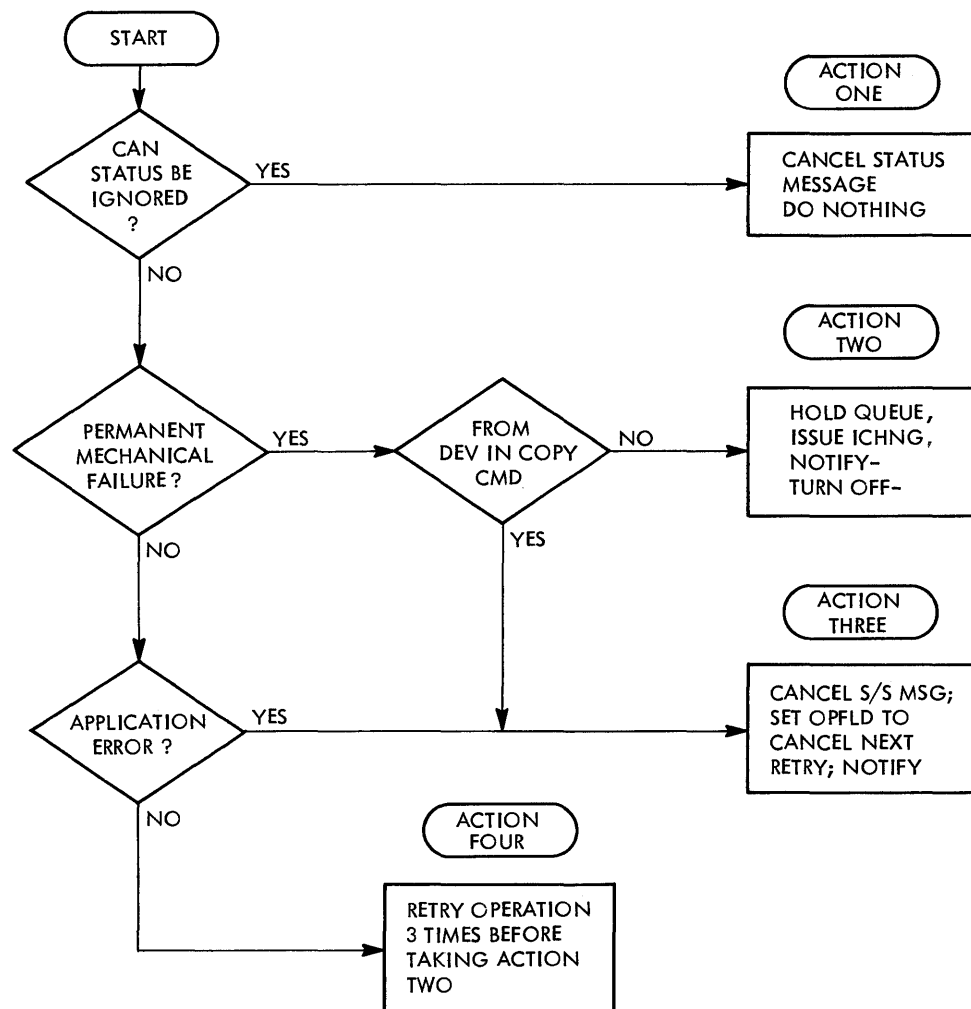 START
ACTION
ONE
CAN
STATUS BE
IGNORED
?
YES
CANCEL STATUS
MESSAGE
DO NOTHING
NO
ACTION
TWO
PERMANENT
MECHANICAL
FAILURE?
YES
FROM
DEV IN COPY
CMD
NO
HOLD QUEUE,
ISSUE ICHNG,
NOTIFY-
TURN OFF-
NO
YES
ACTION
THREE
APPLICATION
ERROR ?
YES
CANCEL S/S MSG;
SET OPFLD TO
CANCEL NEXT
RETRY; NOTIFY
NO
ACTION
FOUR
RETRY OPERATION
3 TIMES BEFORE
TAKING ACTION
TWO